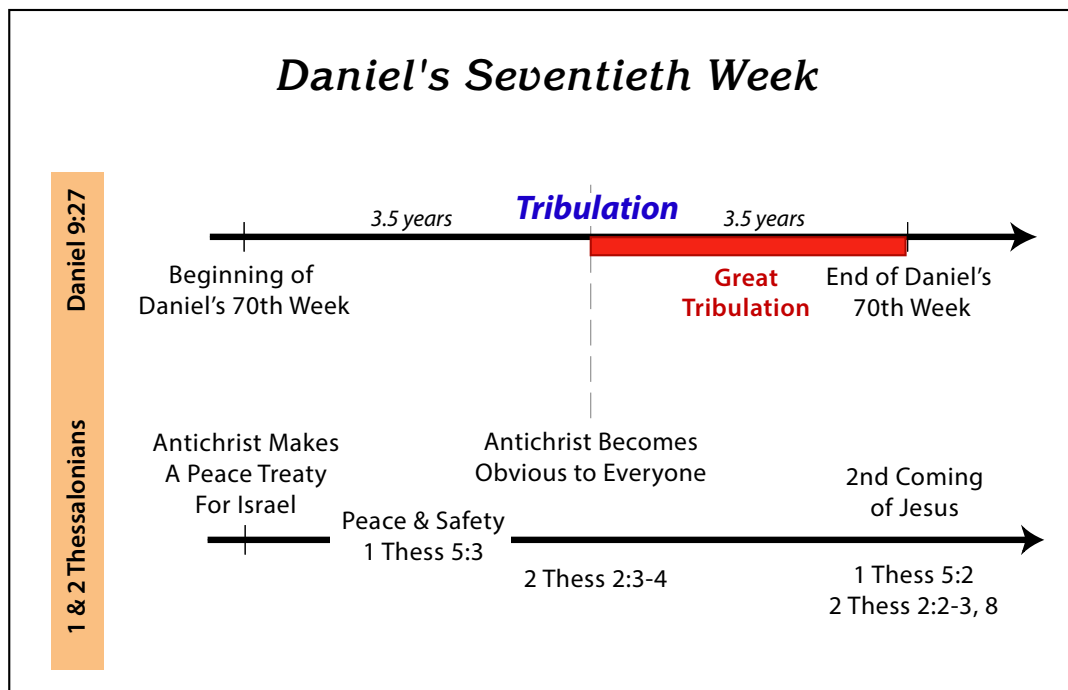 Daniel's Seventieth Week
Daniel 9:27
3.5 years
Tribulation
3.5 years
Beginning of
Daniel’s 70th Week
Great
Tribulation
End of Daniel’s
70th Week
1 & 2 Thessalonians
Antichrist Makes
A Peace Treaty
For Israel
Peace & Safety
1 Thess 5:3
Antichrist Becomes
Obvious to Everyone
2 Thess 2:3-4
2nd Coming
of Jesus
1 Thess 5:2
2 Thess 2:2-3, 8